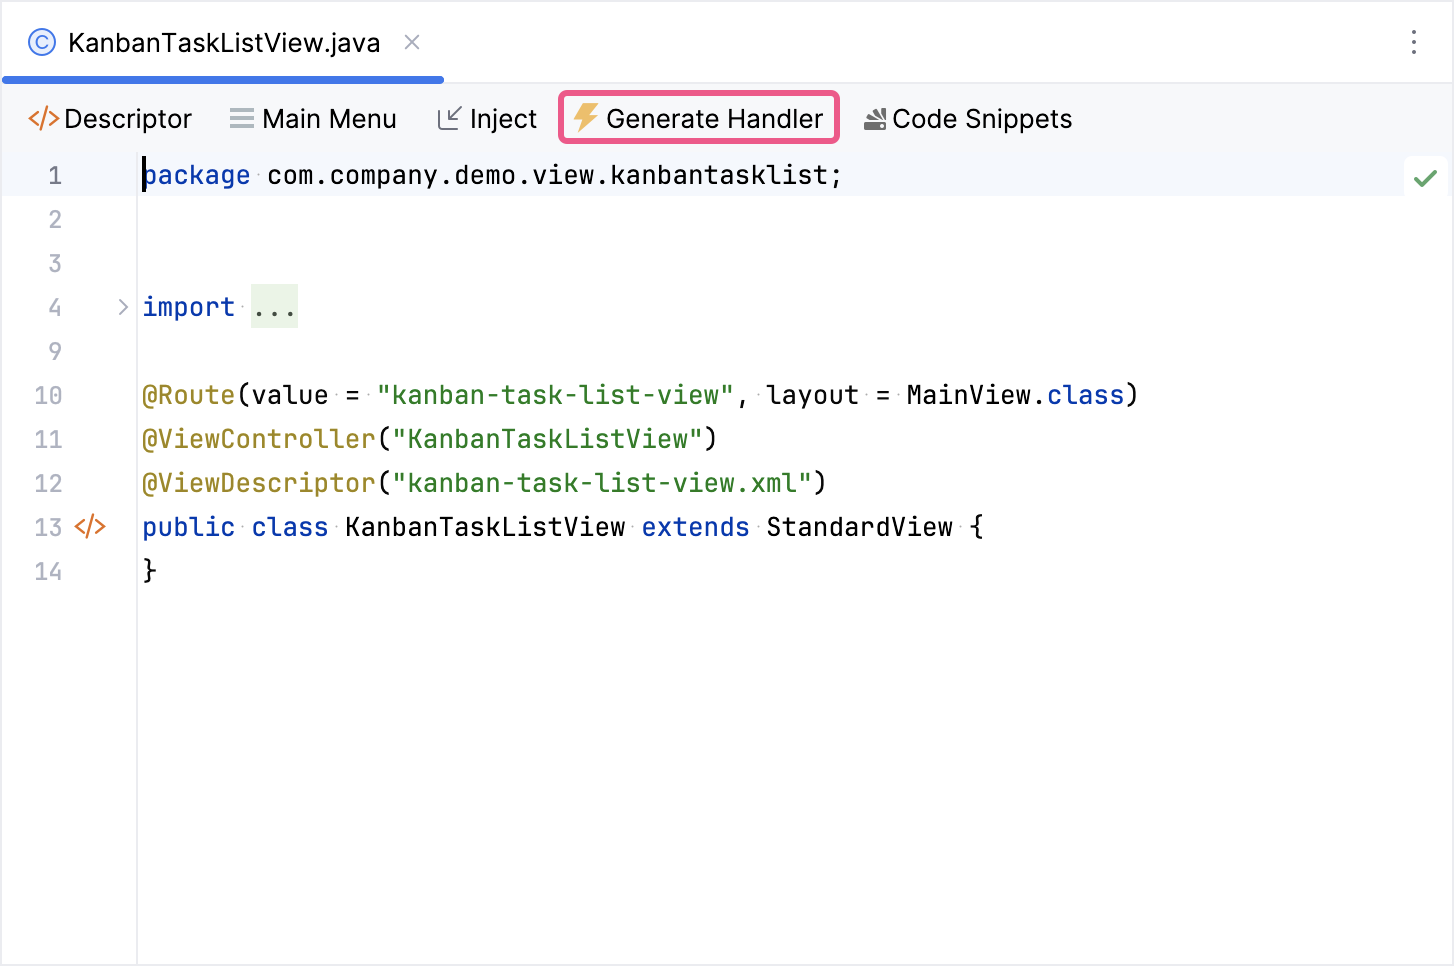 KanbanTaskListView.java
Descriptor Main Menu Inject Generate Handler Code Snippets
1 package com.company.demo.view.kanbantasklist;
2
3
4 import ...
9
10 @Route(value = "kanban-task-list-view", layout = MainView.class)
11 @ViewController("KanbanTaskListView")
12 @ViewDescriptor("kanban-task-list-view.xml")
13 public class KanbanTaskListView extends StandardView {
14 }